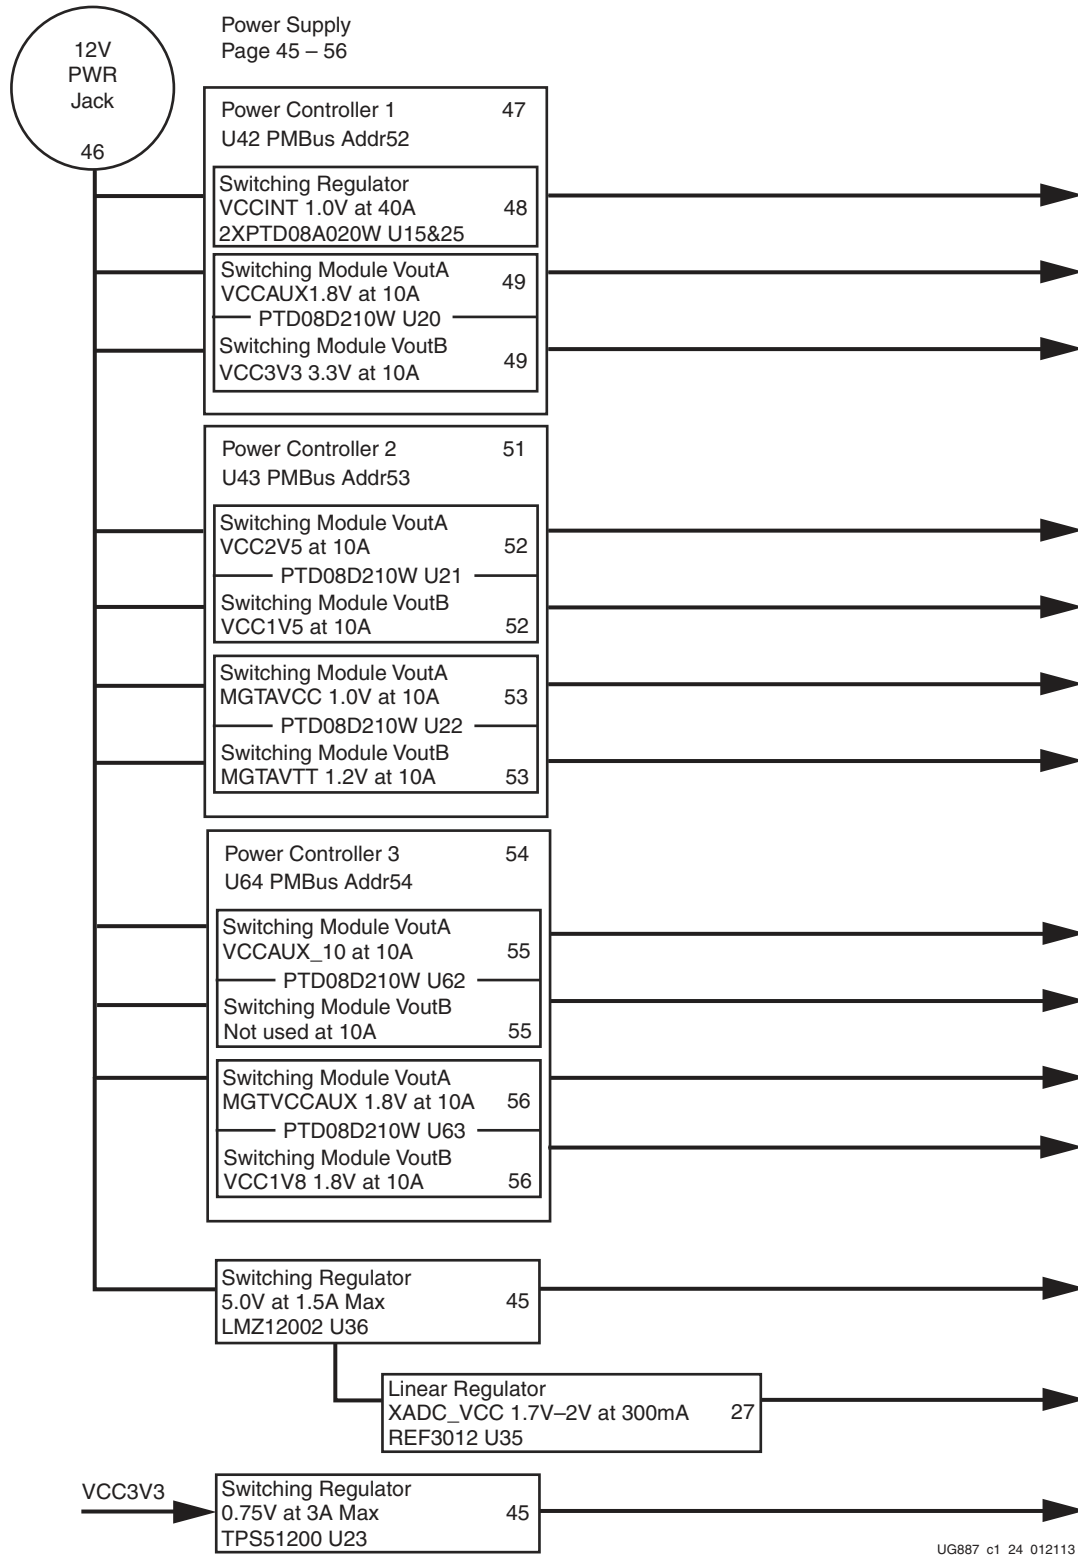 Power Supply
Page 45 – 56
12V
PWR
Jack
46
Power Controller 1 47
U42 PMBus Addr52
Switching Regulator
VCCINT 1.0V at 40A 48
2XPTD08A020W U15&25
Switching Module VoutA
VCCAUX1.8V at 10A 49
PTD08D210W U20
Switching Module VoutB
VCC3V3 3.3V at 10A 49
Power Controller 2 51
U43 PMBus Addr53
Switching Module VoutA
VCC2V5 at 10A 52
PTD08D210W U21
Switching Module VoutB
VCC1V5 at 10A 52
Switching Module VoutA
MGTAVCC 1.0V at 10A 53
PTD08D210W U22
Switching Module VoutB
MGTAVTT 1.2V at 10A 53
Power Controller 3 54
U64 PMBus Addr54
Switching Module VoutA
VCCAUX_10 at 10A 55
PTD08D210W U62
Switching Module VoutB
Not used at 10A 55
Switching Module VoutA
MGTVCCAUX 1.8V at 10A 56
PTD08D210W U63
Switching Module VoutB
VCC1V8 1.8V at 10A 56
Switching Regulator
5.0V at 1.5A Max 45
LMZ12002 U36
Linear Regulator
XADC_VCC 1.7V–2V at 300mA 27
REF3012 U35
VCC3V3
Switching Regulator
0.75V at 3A Max 45
TPS51200 U23
UG887_c1_24_012113